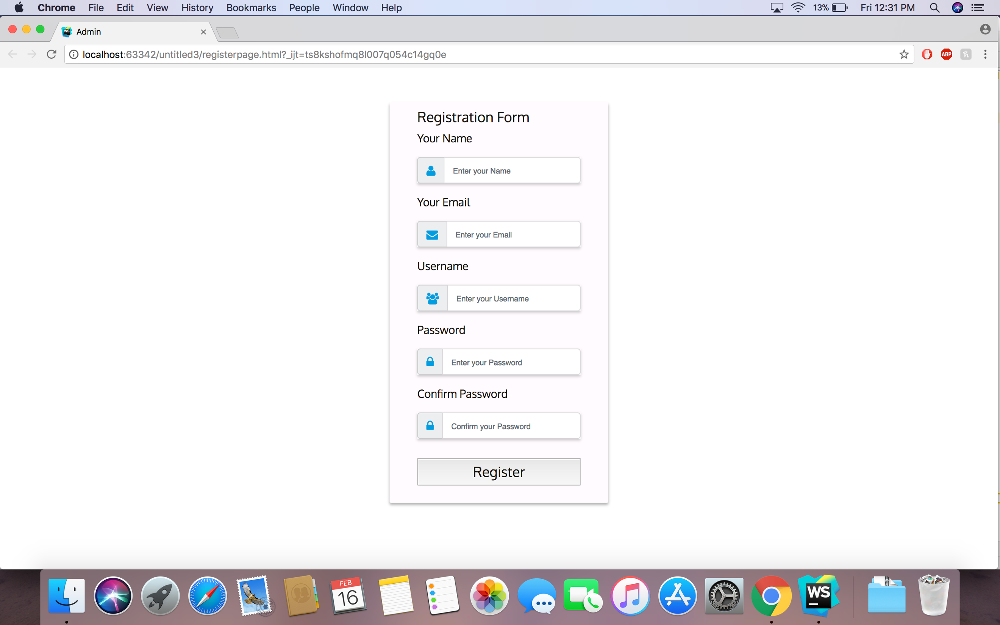 Chrome File Edit View History Bookmarks People Window Help 13% Fri 12:31 PM
WS Admin
localhost:63342/untitled3/registerpage.html?_ijt=ts8kshofmq8l007q054c14gq0e ABP h
Registration Form
Your Name
Enter your Name
Your Email
Enter your Email
Username
Enter your Username
Password
Enter your Password
Confirm Password
Confirm your Password
Register
FEB
16
WS